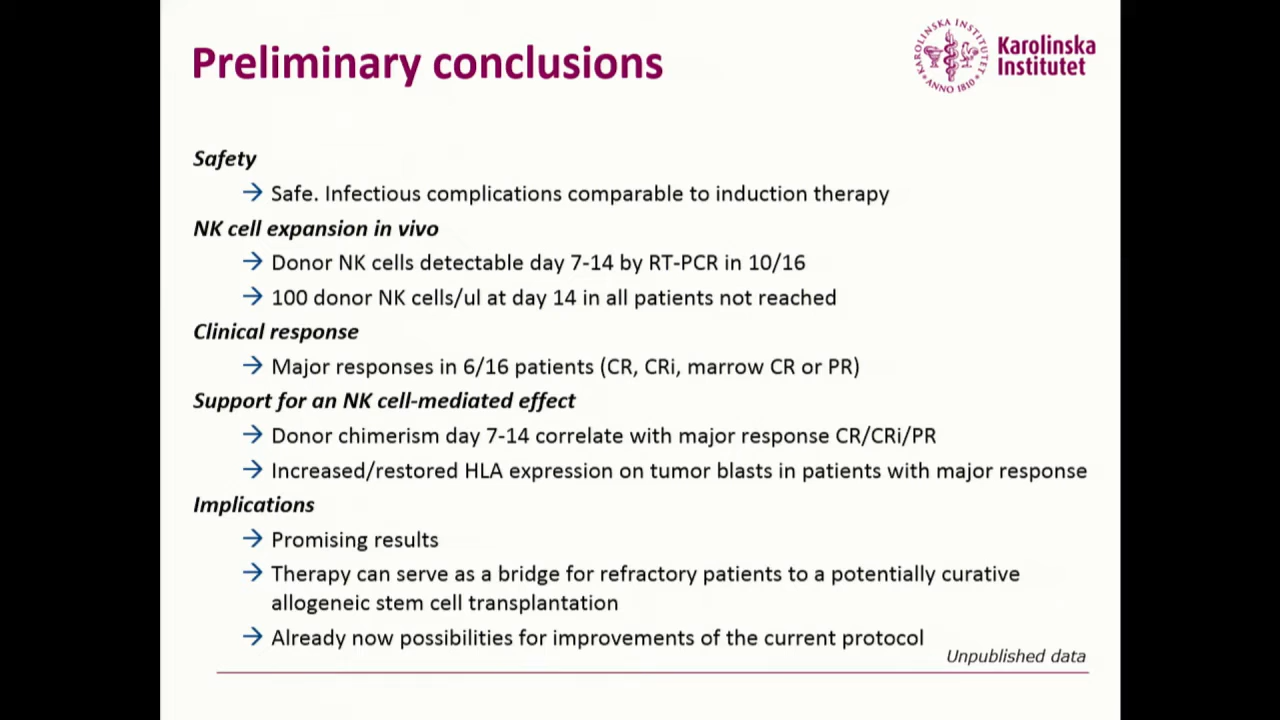 Preliminary conclusions
KAROLINSKA INSTITUTET
ANNO 1810
Karolinska
Institutet
Safety
→ Safe. Infectious complications comparable to induction therapy
NK cell expansion in vivo
→ Donor NK cells detectable day 7-14 by RT-PCR in 10/16
→ 100 donor NK cells/ul at day 14 in all patients not reached
Clinical response
→ Major responses in 6/16 patients (CR, CRi, marrow CR or PR)
Support for an NK cell-mediated effect
→ Donor chimerism day 7-14 correlate with major response CR/CRi/PR
→ Increased/restored HLA expression on tumor blasts in patients with major response
Implications
→ Promising results
→ Therapy can serve as a bridge for refractory patients to a potentially curative
allogeneic stem cell transplantation
→ Already now possibilities for improvements of the current protocol
Unpublished data